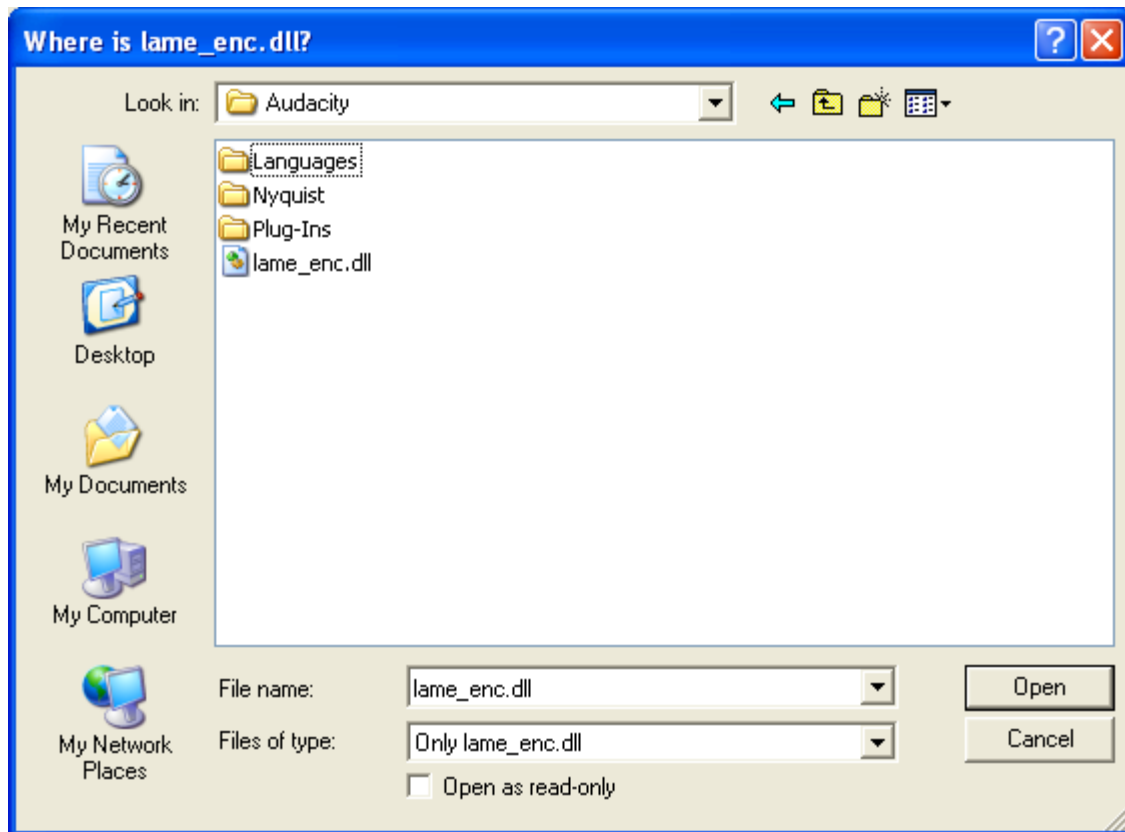 Where is lame_enc.dll?
Look in:
Audacity
My Recent
Documents
Desktop
My Documents
My Computer
My Network
Places
Languages
Nyquist
Plug-Ins
lame_enc.dll
File name:
lame_enc.dll
Open
Files of type:
Only lame_enc.dll
Cancel
Open as read-only